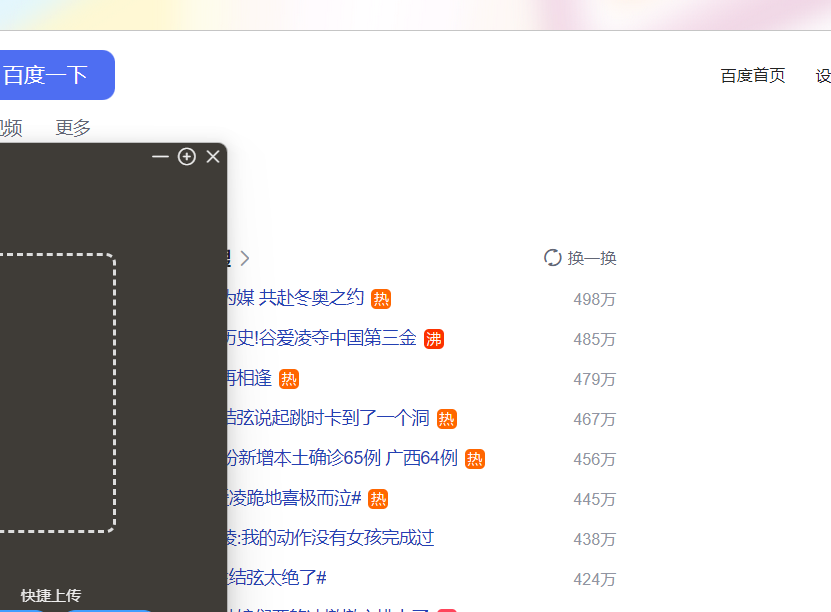 百度一下
百度首页
频
更多
换一换
为媒 共赴冬奥之约 热 498万
历史!谷爱凌夺中国第三金 沸 485万
再相逢 热 479万
结弦说起跳时卡到了一个洞 热 467万
份新增本土确诊65例 广西64例 热 456万
凌跪地喜极而泣# 热 445万
凌:我的动作没有女孩完成过 438万
结弦太绝了# 424万
快捷上传